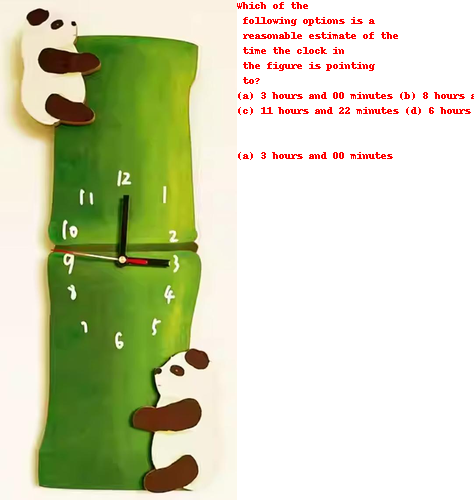 Which of the
following options is a
reasonable estimate of the
time the clock in
the figure is pointing
to?
(a) 3 hours and 00 minutes (b) 8 hours
(c) 11 hours and 22 minutes (d) 6 hours
(a) 3 hours and 00 minutes
12
11 1
10 2
9 3
8 4
7 5
6